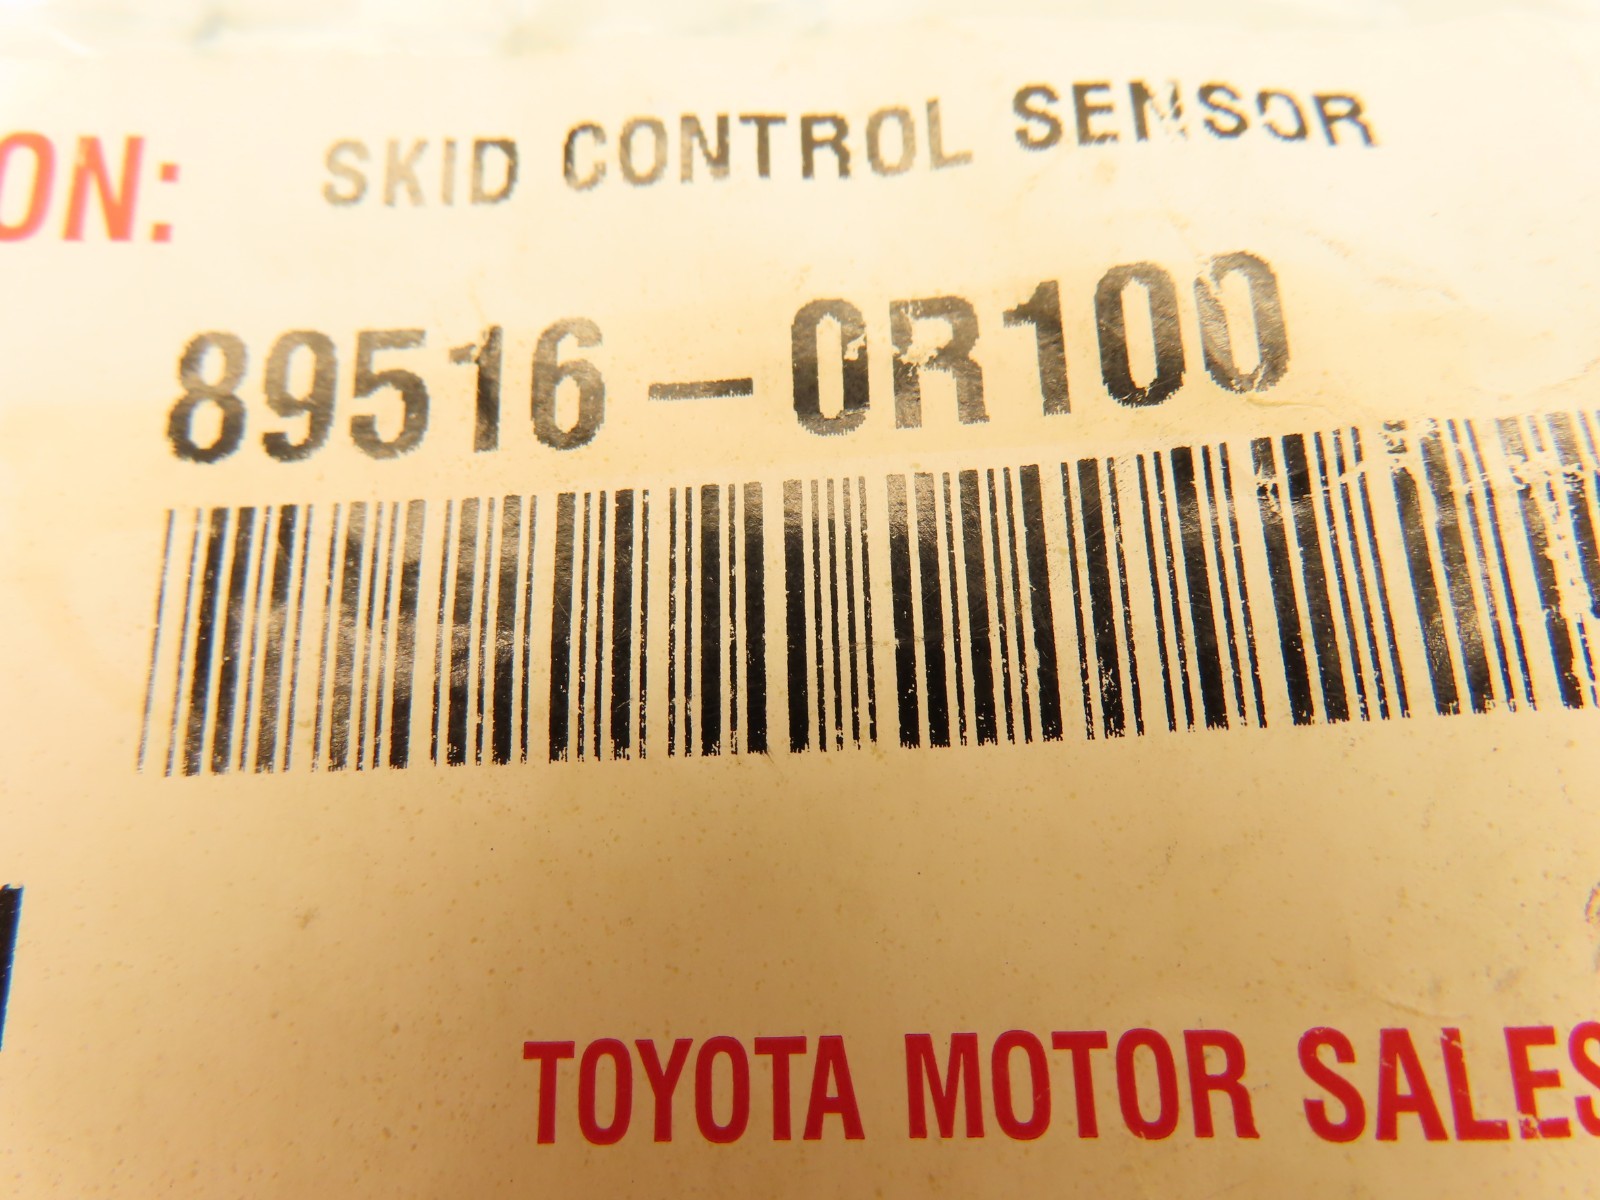 ON: SKID CONTROL SENSOR
89516-0R100
TOYOTA MOTOR SALES